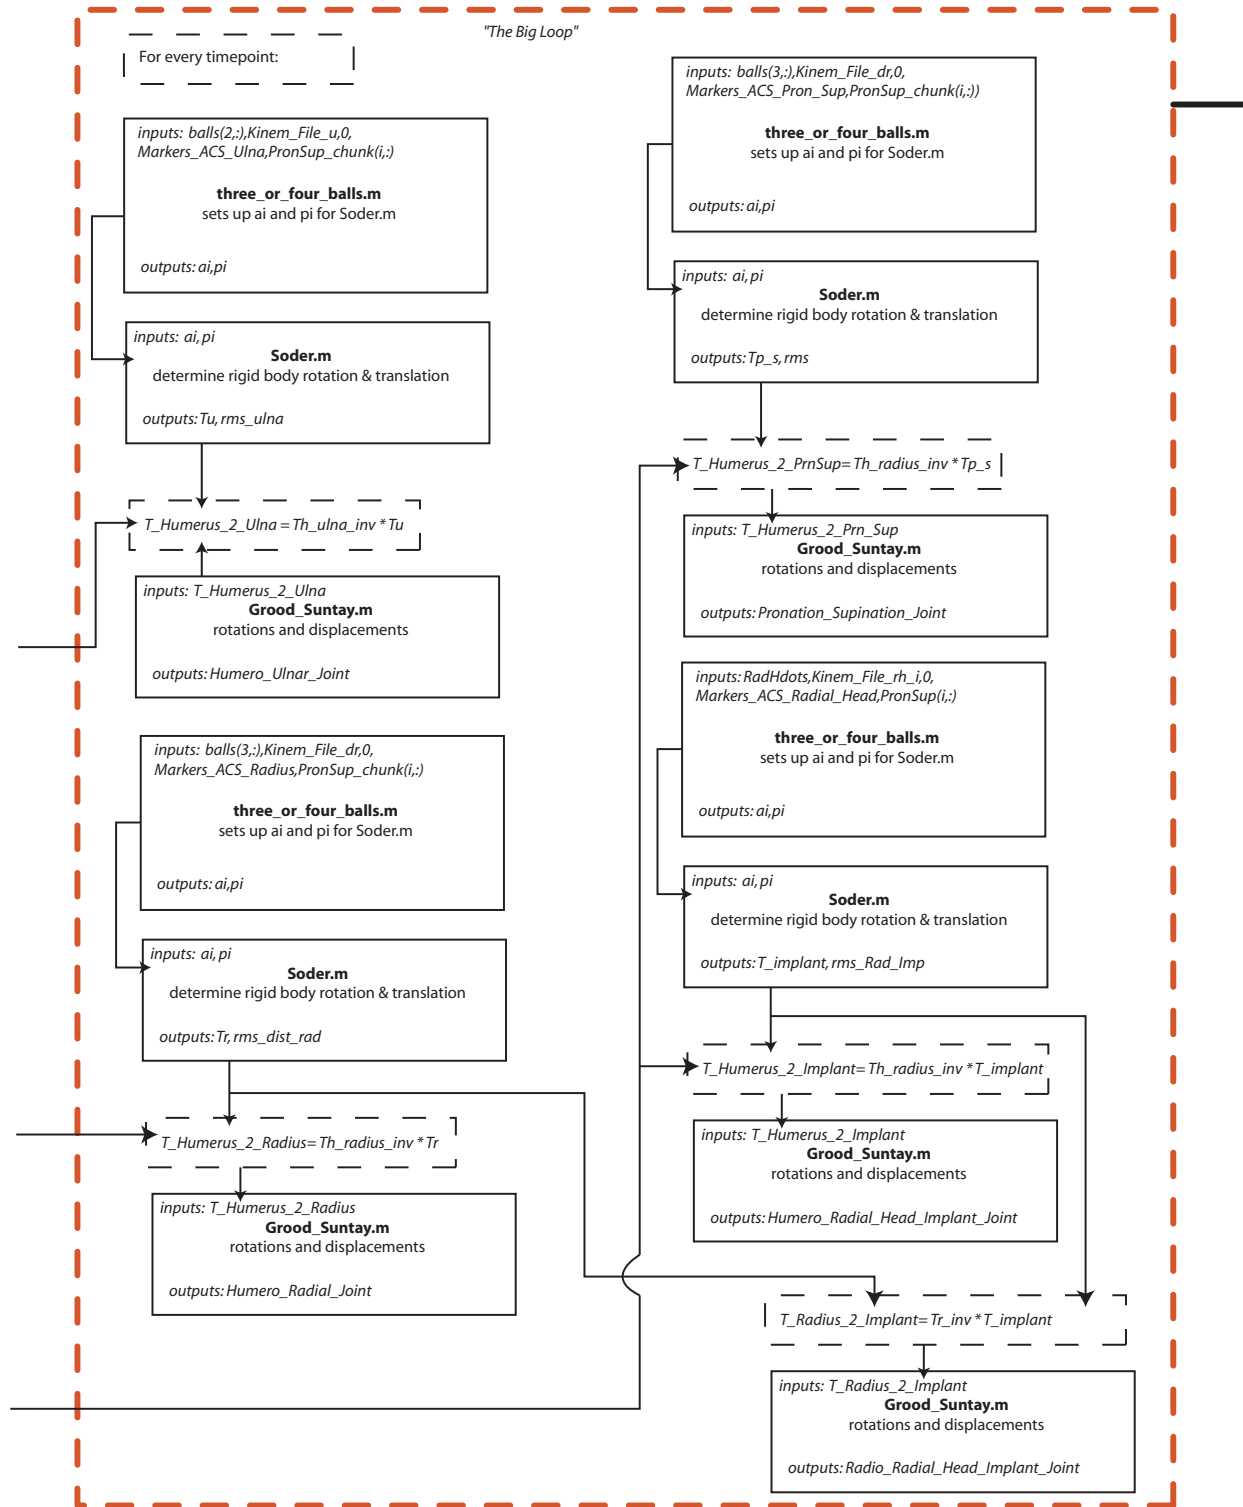 "The Big Loop"
For every timepoint:
inputs: balls(2,:),Kinem_File_u,0,
Markers_ACS_Ulna,PronSup_chunk(i,:)
three_or_four_balls.m
sets up ai and pi for Soder.m
outputs: ai,pi
inputs: ai,pi
Soder.m
determine rigid body rotation & translation
outputs: Tu, rms_ulna
T_Humerus_2_Ulna = Th_ulna_inv * Tu
inputs: T_Humerus_2_Ulna
Grood_Suntay.m
rotations and displacements
outputs: Humero_Ulnar_Joint
inputs: balls(3,:),Kinem_File_dr,0,
Markers_ACS_Radius,PronSup_chunk(i,:)
three_or_four_balls.m
sets up ai and pi for Soder.m
outputs: ai,pi
inputs: ai,pi
Soder.m
determine rigid body rotation & translation
outputs: Tr, rms_dist_rad
T_Humerus_2_Radius= Th_radius_inv * Tr
inputs: T_Humerus_2_Radius
Grood_Suntay.m
rotations and displacements
outputs: Humero_Radial_Joint
inputs: balls(3,:),Kinem_File_dr,0,
Markers_ACS_Pron_Sup,PronSup_chunk(i,:))
three_or_four_balls.m
sets up ai and pi for Soder.m
outputs: ai,pi
inputs: ai,pi
Soder.m
determine rigid body rotation & translation
outputs: Tp_s, rms
T_Humerus_2_PrnSup= Th_radius_inv * Tp_s
inputs: T_Humerus_2_Prn_Sup
Grood_Suntay.m
rotations and displacements
outputs: Pronation_Supination_Joint
inputs: RadHdots,Kinem_File_rh_i,0,
Markers_ACS_Radial_Head,PronSup(i,:)
three_or_four_balls.m
sets up ai and pi for Soder.m
outputs: ai,pi
inputs: ai,pi
Soder.m
determine rigid body rotation & translation
outputs: T_implant, rms_Rad_Imp
T_Humerus_2_Implant= Th_radius_inv * T_implant
inputs: T_Humerus_2_Implant
Grood_Suntay.m
rotations and displacements
outputs: Humero_Radial_Head_Implant_Joint
T_Radius_2_Implant= Tr_inv * T_implant
inputs: T_Radius_2_Implant
Grood_Suntay.m
rotations and displacements
outputs: Radio_Radial_Head_Implant_Joint